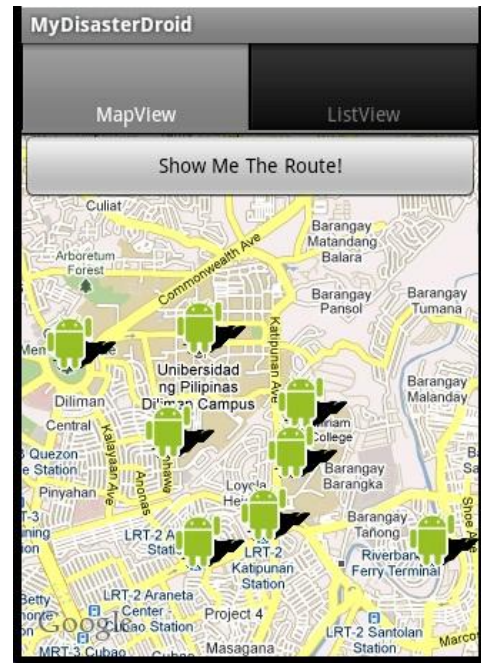 MyDisasterDroid
MapView
ListView
Show Me The Route!
Culiat
Commonwealth Ave
Barangay
Matandang
Balara
Arboretum
Forest
Barangay
Pansol
Barangay
Tumana
Katipunan Ave
Unibersidad
ng Pilipinas
Diliman Campus
Diliman
Central
Barangay
Malanday
College
Kalayaan Ave
Anonas
Quezon
Station
Pinyahan
Barangay
Barangka
Loyola
Shoe Ave
Barangay
Tañong
LRT-2
Katipunan
Station
Riverbank
Ferry Terminal
LRT-2 Araneta
Center -
Station
Project 4
LRT-2 Santolan
Station
Masagana
MRT-3 Cubao
Google